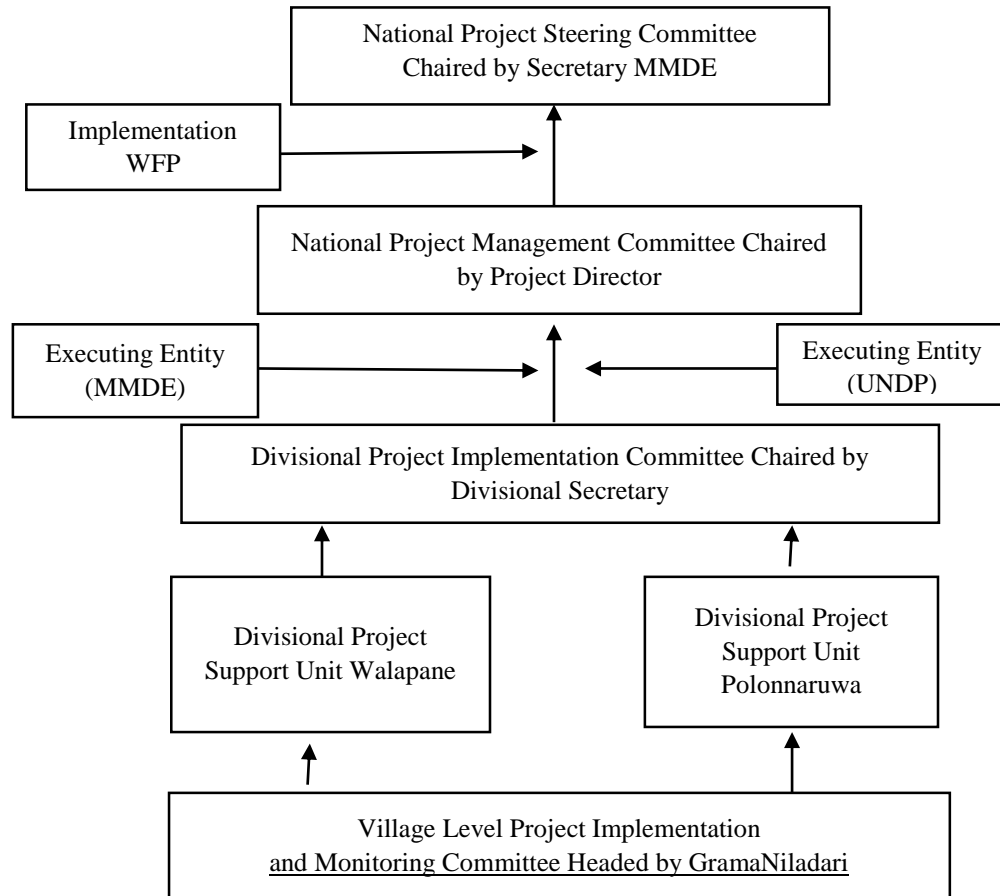 National Project Steering Committee
Chaired by Secretary MMDE
Implementation
WFP
National Project Management Committee Chaired
by Project Director
Executing Entity
(MMDE)
Executing Entity
(UNDP)
Divisional Project Implementation Committee Chaired by
Divisional Secretary
Divisional Project
Support Unit Walapane
Divisional Project
Support Unit
Polonnaruwa
Village Level Project Implementation
and Monitoring Committee Headed by GramaNiladari